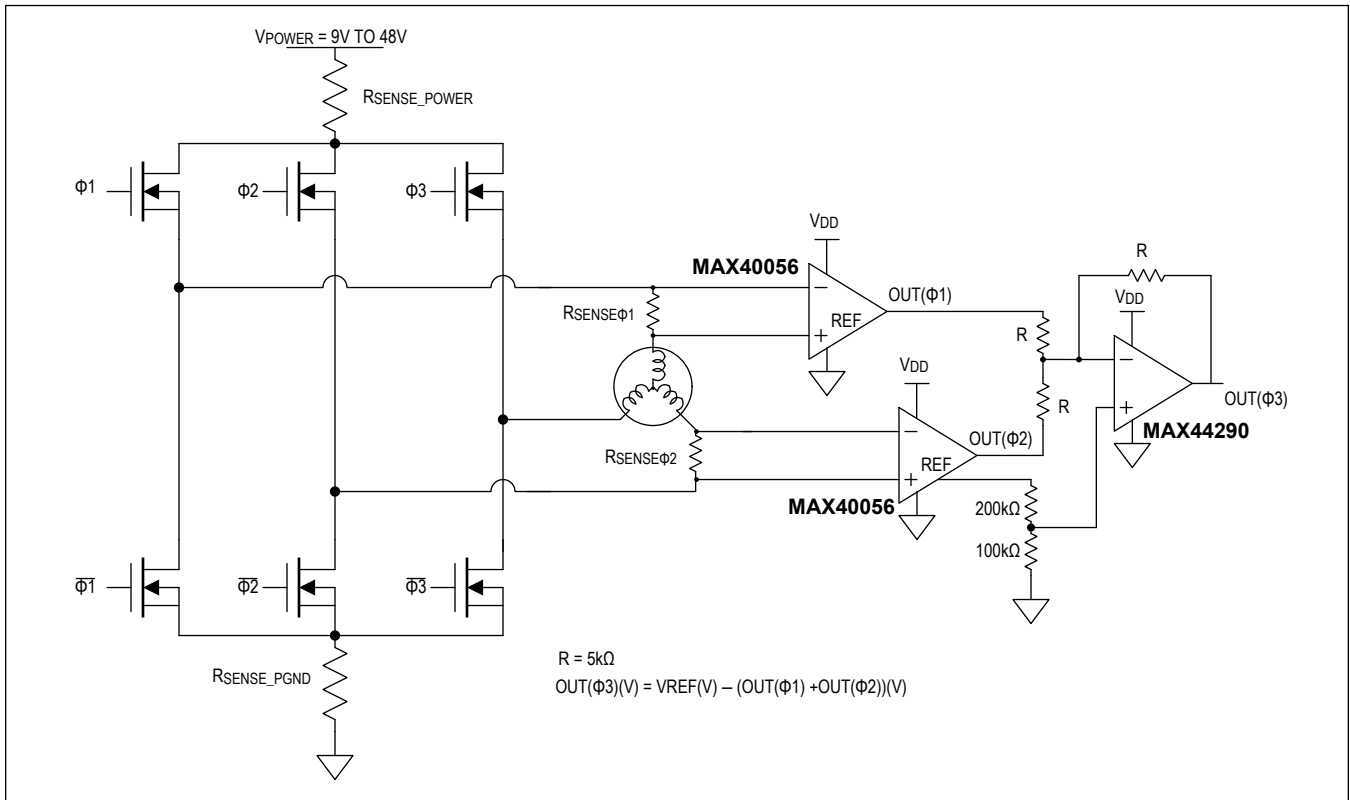 VPOWER = 9V TO 48V
RSENSE_POWER
Φ1
Φ2
Φ3
MAX40056
VDD
RSENSEΦ1
REF
OUT(Φ1)
R
VDD
R
VDD
R
OUT(Φ3)
MAX44290
RSENSEΦ2
REF
OUT(Φ2)
MAX40056
200kΩ
100kΩ
Φ1
Φ2
Φ3
RSENSE_PGND
R = 5kΩ
OUT(Φ3)(V) = VREF(V) – (OUT(Φ1) +OUT(Φ2))(V)